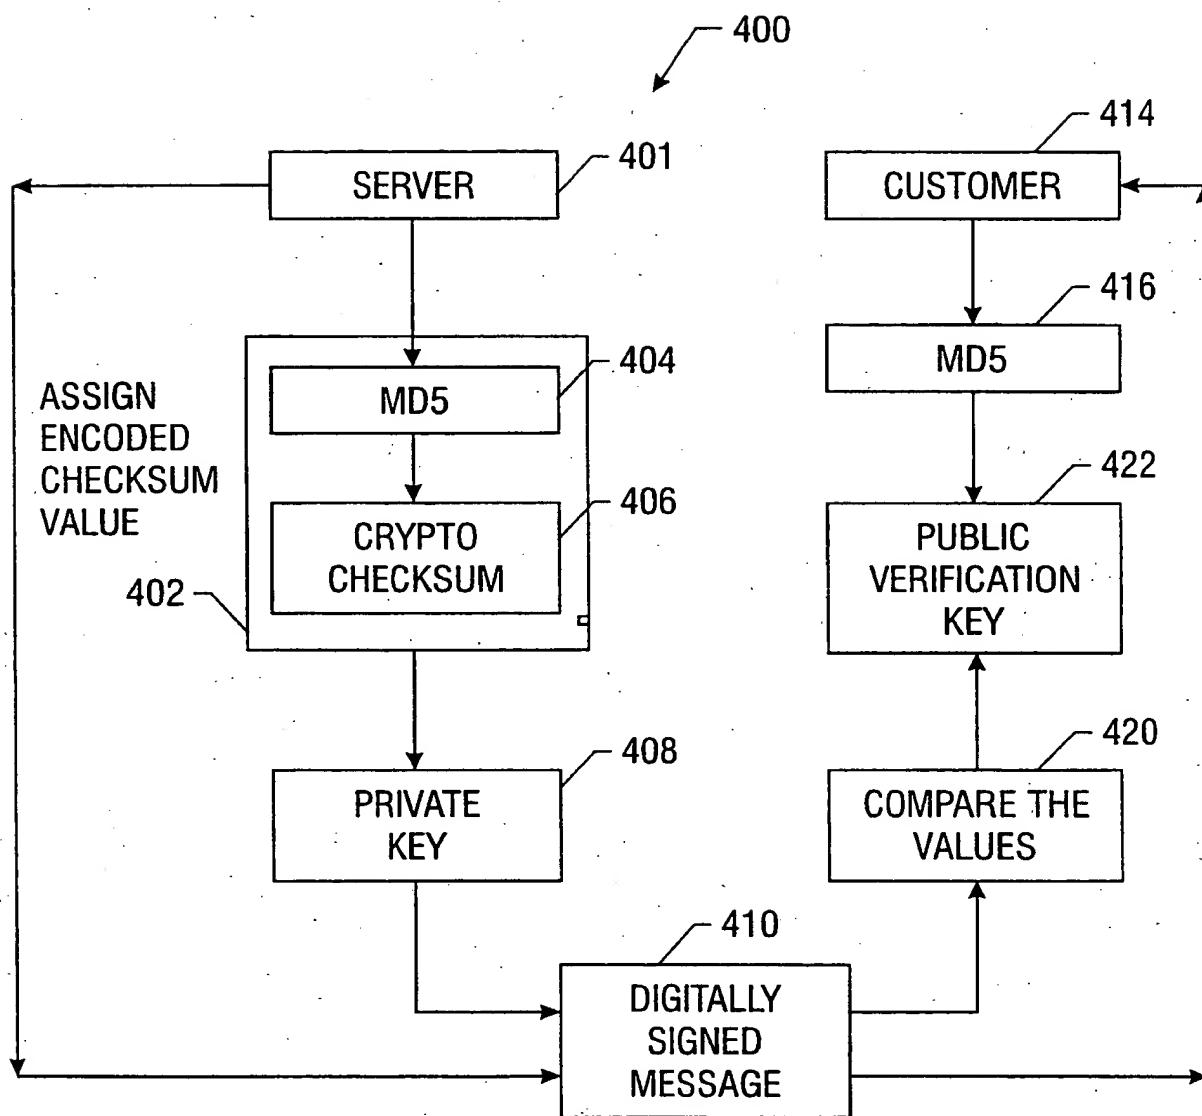 400
SERVER
401
CUSTOMER
414
MD5
404
CRYPTO
CHECKSUM
406
402
ASSIGN
ENCODED
CHECKSUM
VALUE
MD5
416
PUBLIC
VERIFICATION
KEY
422
PRIVATE
KEY
408
COMPARE THE
VALUES
420
DIGITALLY
SIGNED
MESSAGE
410